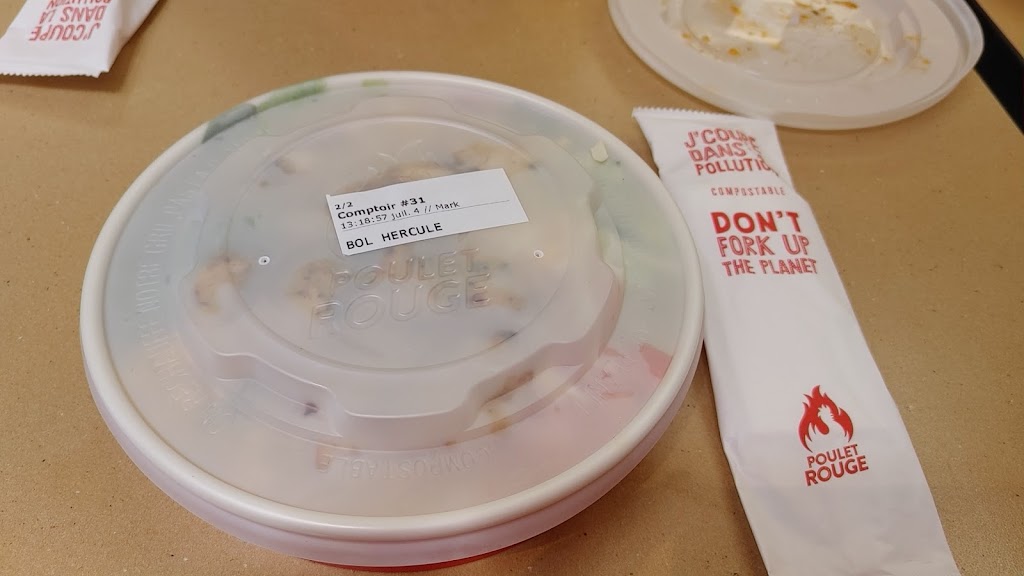 J'COUPE
DANS LA
POLLUTION
2/2
Comptoir #31
13:18:57 juil. 4 // Mark
BOL HERCULE
POULET
ROUGE
COMPOSTABLE
J'COUPE
DANS
POLLUTION
COMPOSTABLE
DON'T
FORK UP
THE PLANET
POULET
ROUGE